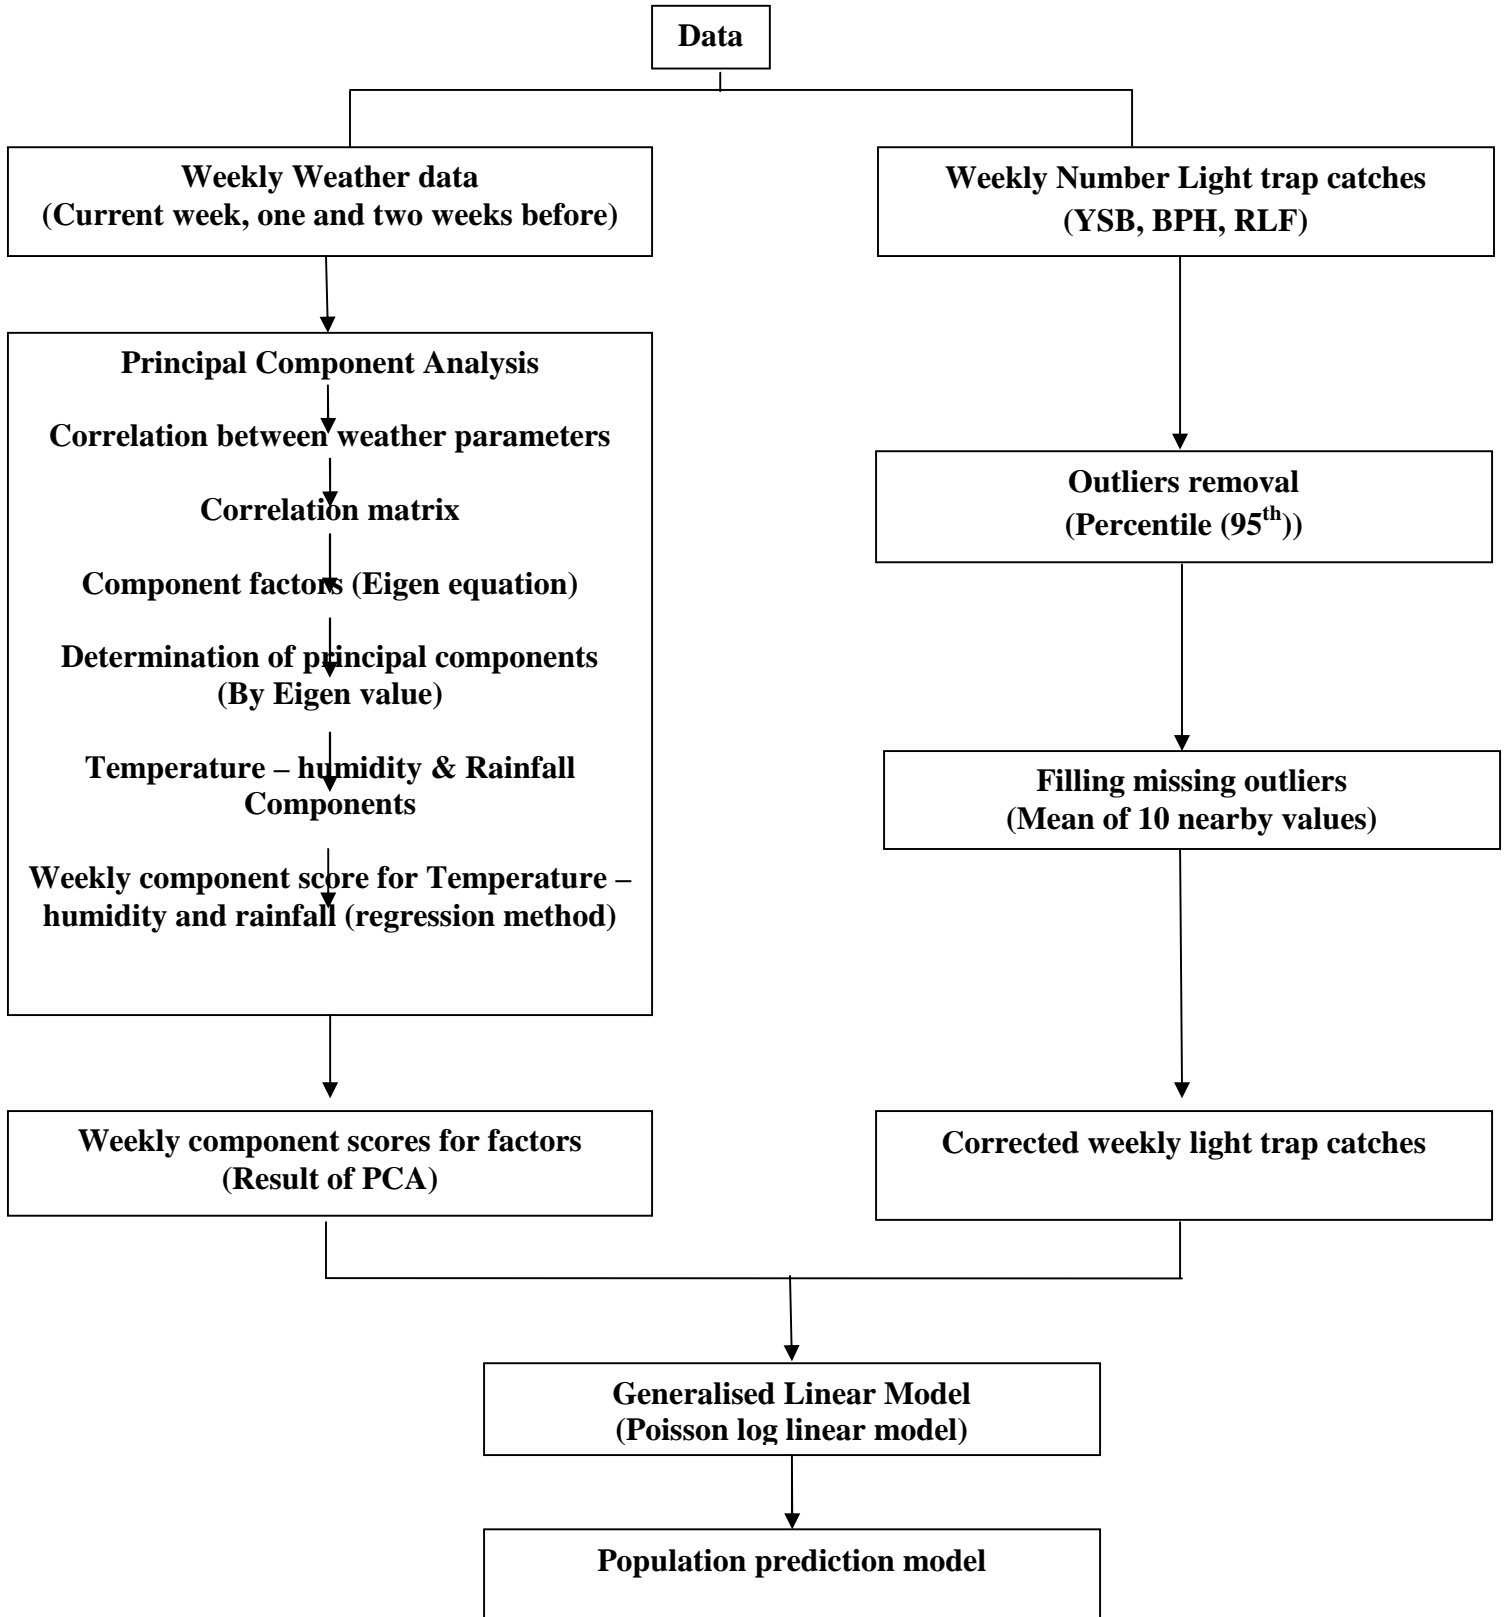 Data
Weekly Weather data
(Current week, one and two weeks before)
Weekly Number Light trap catches
(YSB, BPH, RLF)
Principal Component Analysis
Correlation between weather parameters
Correlation matrix
Component factors (Eigen equation)
Determination of principal components
(By Eigen value)
Temperature – humidity & Rainfall
Components
Weekly component score for Temperature –
humidity and rainfall (regression method)
Outliers removal
(Percentile (95th))
Filling missing outliers
(Mean of 10 nearby values)
Weekly component scores for factors
(Result of PCA)
Corrected weekly light trap catches
Generalised Linear Model
(Poisson log linear model)
Population prediction model